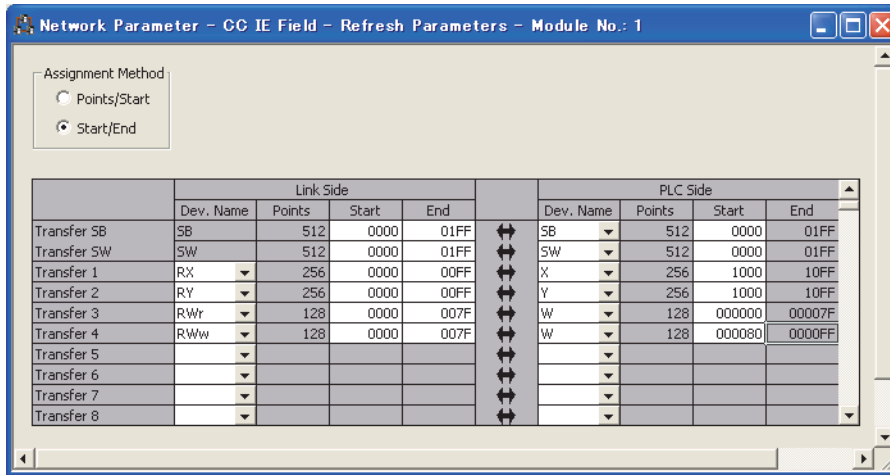 Network Parameter - CC IE Field - Refresh Parameters - Module No.: 1
Assignment Method
Points/Start
Start/End
Link Side PLC Side
Dev. Name Points Start End Dev. Name Points Start End
Transfer SB SB 512 0000 01FF SB 512 0000 01FF
Transfer SW SW 512 0000 01FF SW 512 0000 01FF
Transfer 1 RX 256 0000 00FF X 256 1000 10FF
Transfer 2 RY 256 0000 00FF Y 256 1000 10FF
Transfer 3 RWr 128 0000 007F W 128 000000 00007F
Transfer 4 RWw 128 0000 007F W 128 000080 0000FF
Transfer 5
Transfer 6
Transfer 7
Transfer 8